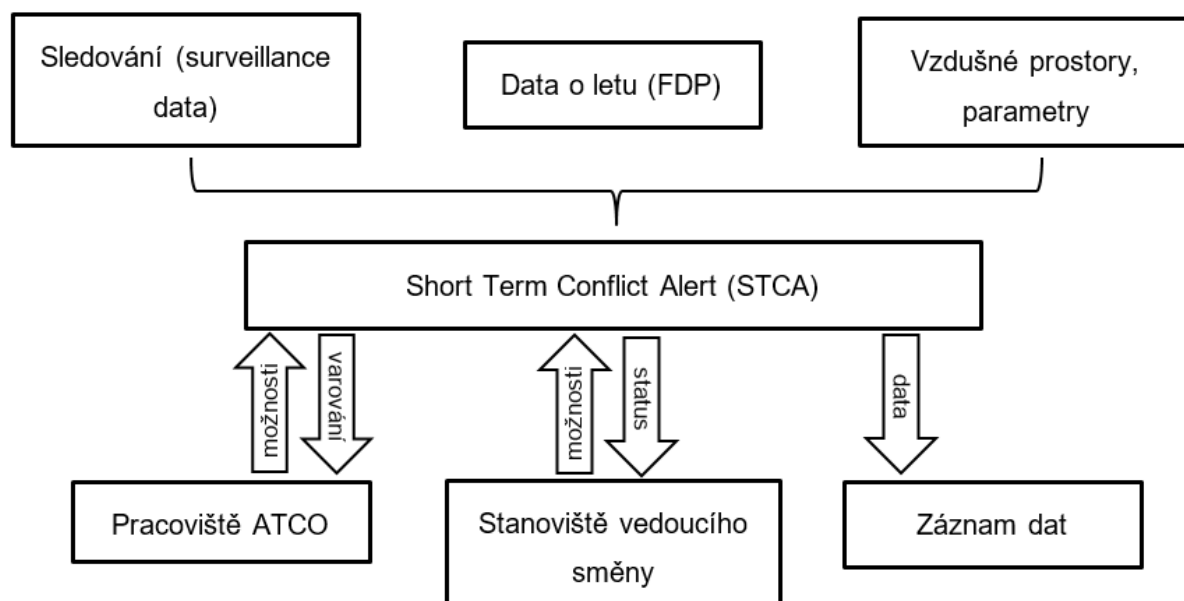 Sledování (surveillance
data)
Data o letu (FDP)
Vzdušné prostory,
parametry
Short Term Conflict Alert (STCA)
možnosti
varování
možnosti
status
data
Pracoviště ATCO
Stanoviště vedoucího
směny
Záznam dat